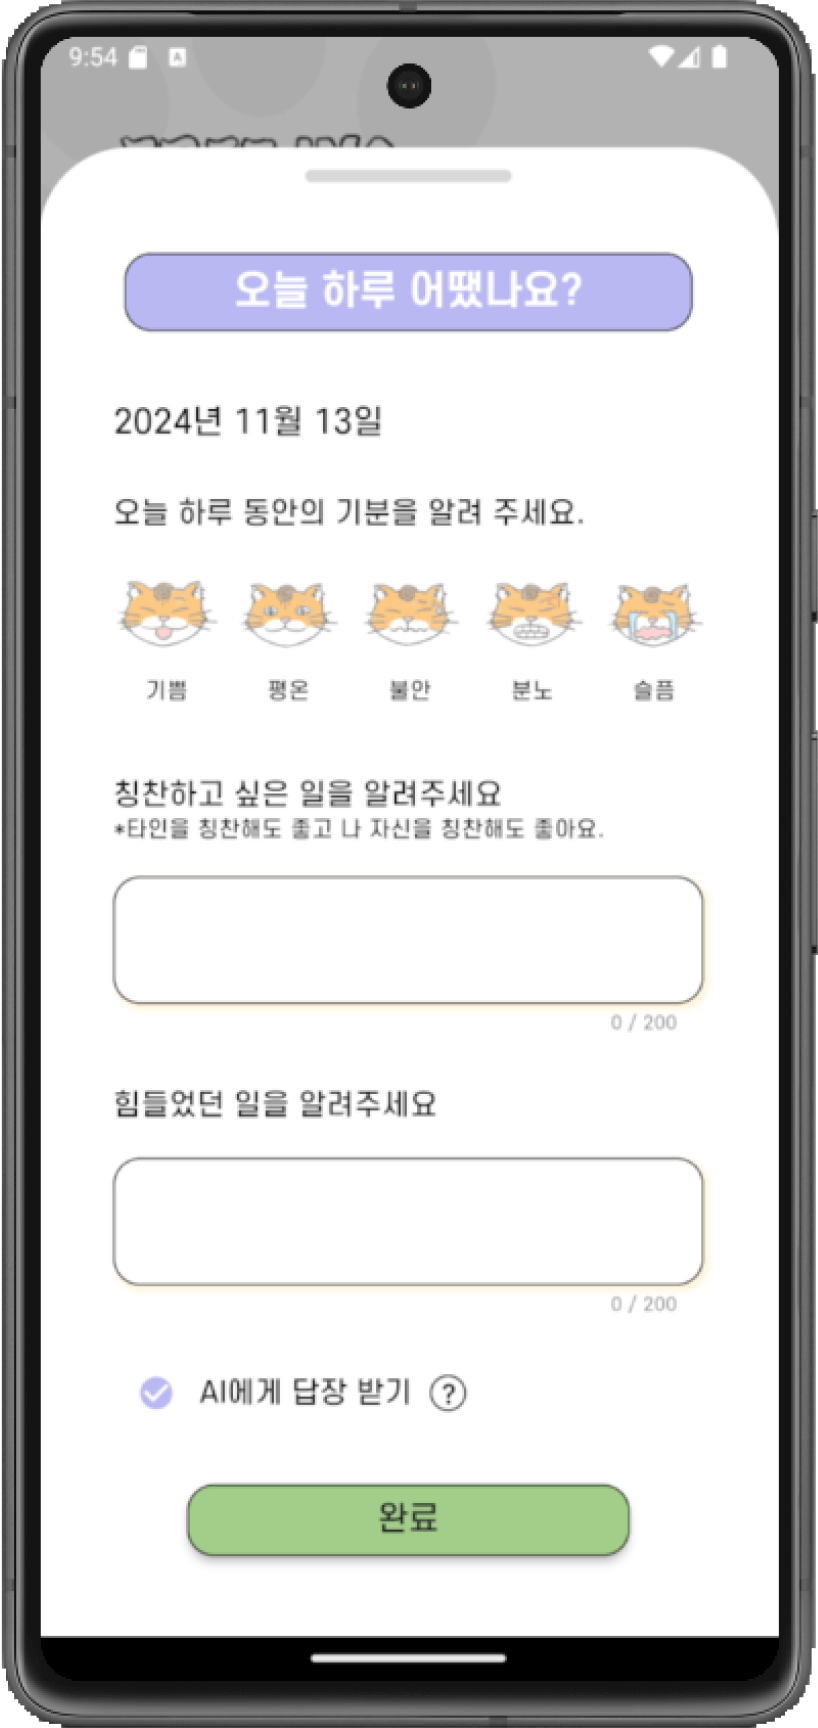 9:54
오늘 하루 어땠나요?
2024년 11월 13일
오늘 하루 동안의 기분을 알려 주세요.
기쁨 평온 불안 분노 슬픔
칭찬하고 싶은 일을 알려주세요
*타인을 칭찬해도 좋고 나 자신을 칭찬해도 좋아요.
0 / 200
힘들었던 일을 알려주세요
0 / 200
AI에게 답장 받기 ?
완료